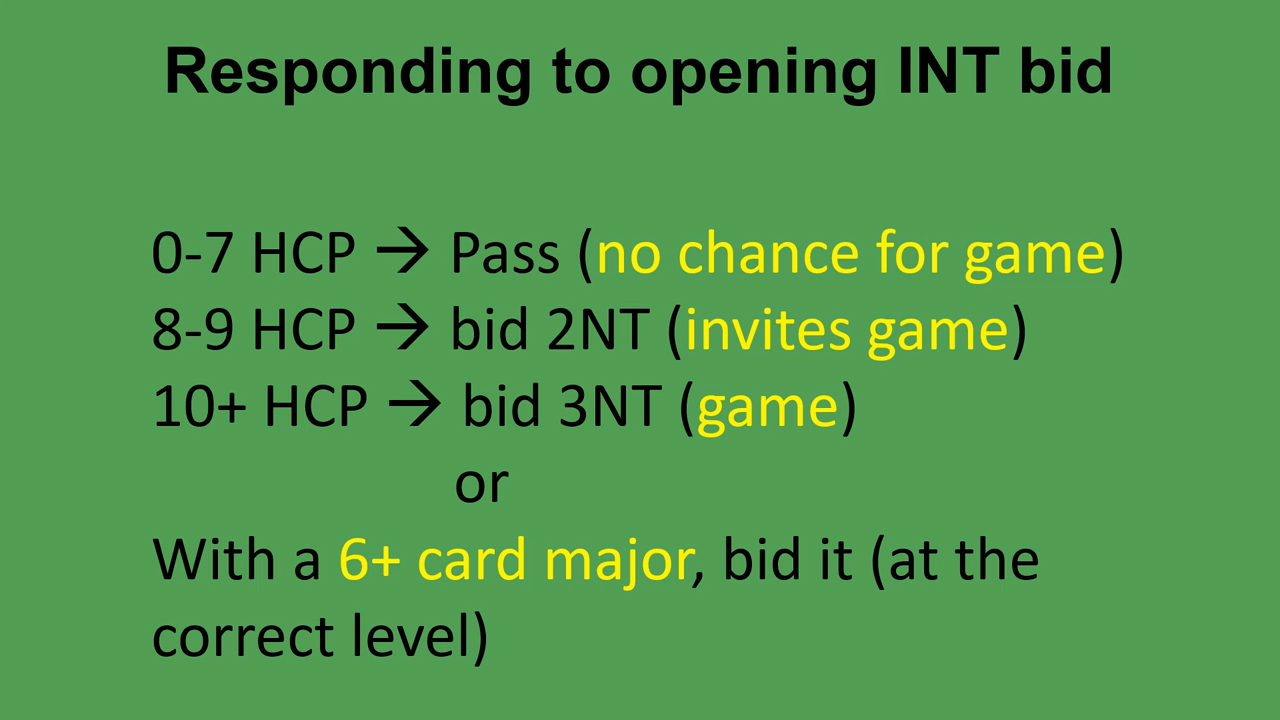 Responding to opening INT bid
0-7 HCP → Pass (no chance for game)
8-9 HCP → bid 2NT (invites game)
10+ HCP → bid 3NT (game)
or
With a 6+ card major, bid it (at the
correct level)